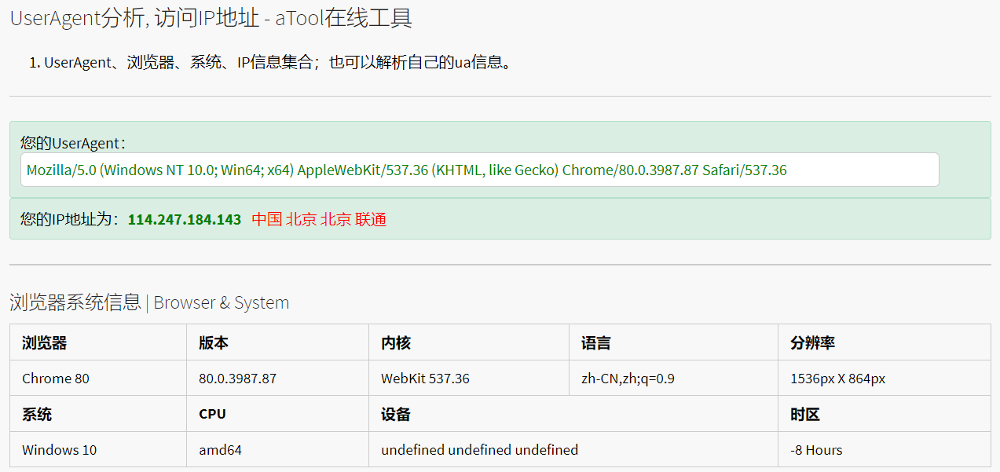 UserAgent分析, 访问IP地址 - aTool在线工具
1. UserAgent、浏览器、系统、IP信息集合；也可以解析自己的ua信息。
您的UserAgent：
Mozilla/5.0 (Windows NT 10.0; Win64; x64) AppleWebKit/537.36 (KHTML, like Gecko) Chrome/80.0.3987.87 Safari/537.36
您的IP地址为：114.247.184.143 中国 北京 北京 联通
浏览器系统信息 | Browser & System
浏览器 版本 内核 语言 分辨率
Chrome 80 80.0.3987.87 WebKit 537.36 zh-CN,zh;q=0.9 1536px X 864px
系统 CPU 设备 时区
Windows 10 amd64 undefined undefined undefined -8 Hours